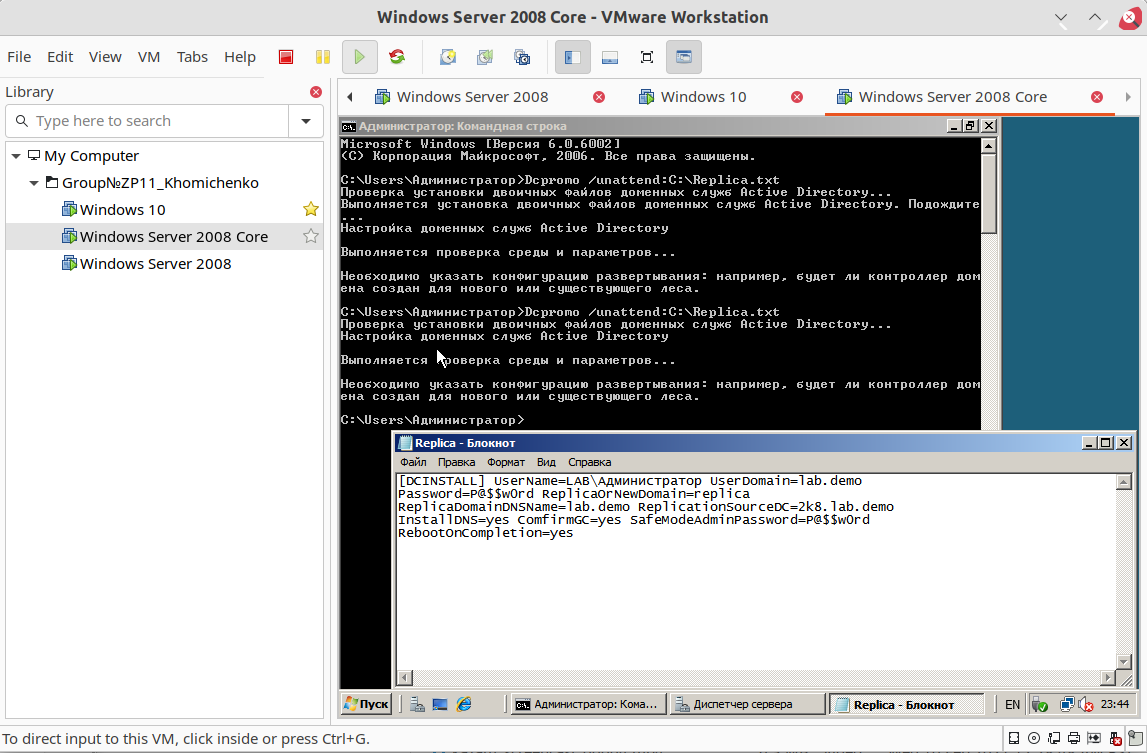 Windows Server 2008 Core - VMware Workstation
File Edit View VM Tabs Help
Library
Type here to search
My Computer
Group№ZP11_Khomichenko
Windows 10
Windows Server 2008 Core
Windows Server 2008
Windows Server 2008 Windows 10 Windows Server 2008 Core
Администратор: Командная строка
Microsoft Windows [Версия 6.0.6002]
(C) Корпорация Майкрософт, 2006. Все права защищены.
C:\Users\Администратор>Dcpromo /unattend:C:\Replica.txt
Проверка установки двоичных файлов доменных служб Active Directory...
Выполняется установка двоичных файлов доменных служб Active Directory. Подождите
...
Настройка доменных служб Active Directory
Выполняется проверка среды и параметров...
Необходимо указать конфигурацию развертывания: например, будет ли контроллер дом
ена создан для нового или существующего леса.
C:\Users\Администратор>Dcpromo /unattend:C:\Replica.txt
Проверка установки двоичных файлов доменных служб Active Directory...
Настройка доменных служб Active Directory
Выполняется проверка среды и параметров...
Необходимо указать конфигурацию развертывания: например, будет ли контроллер дом
ена создан для нового или существующего леса.
C:\Users\Администратор>
Replica - Блокнот
Файл Правка Формат Вид Справка
[DCINSTALL] UserName=LAB\Администратор UserDomain=lab.demo
Password=P@$$w0rd ReplicaOrNewDomain=replica
ReplicaDomainDNSName=lab.demo ReplicationSourceDC=2k8.lab.demo
InstallDNS=yes ComfirmGC=yes SafeModeAdminPassword=P@$$w0rd
RebootOnCompletion=yes
Пуск Администратор: Кома... Диспетчер сервера Replica - Блокнот EN 23:44
To direct input to this VM, click inside or press Ctrl+G.